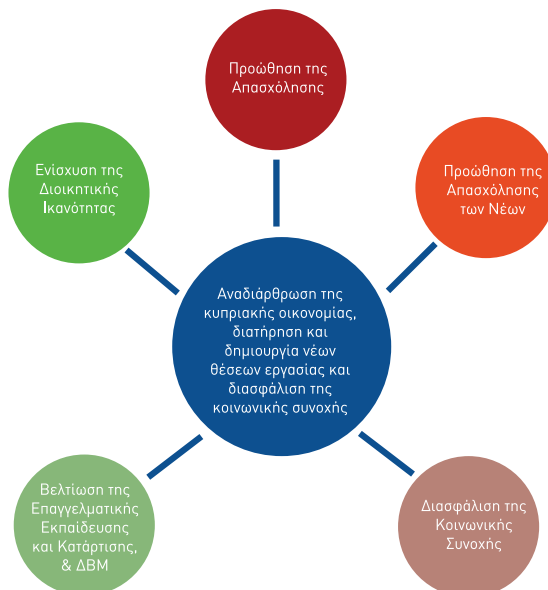 Προώθηση της
Απασχόλησης
Ενίσχυση της
Διοικητικής
Ικανότητας
Προώθηση της
Απασχόλησης
των Νέων
Αναδιάρθρωση της
κυπριακής οικονομίας,
διατήρηση και
δημιουργία νέων
θέσεων εργασίας και
διασφάλιση της
κοινωνικής συνοχής
Βελτίωση της
Επαγγελματικής
Εκπαίδευσης
και Κατάρτισης,
& ΔΒΜ
Διασφάλιση της
Κοινωνικής
Συνοχής